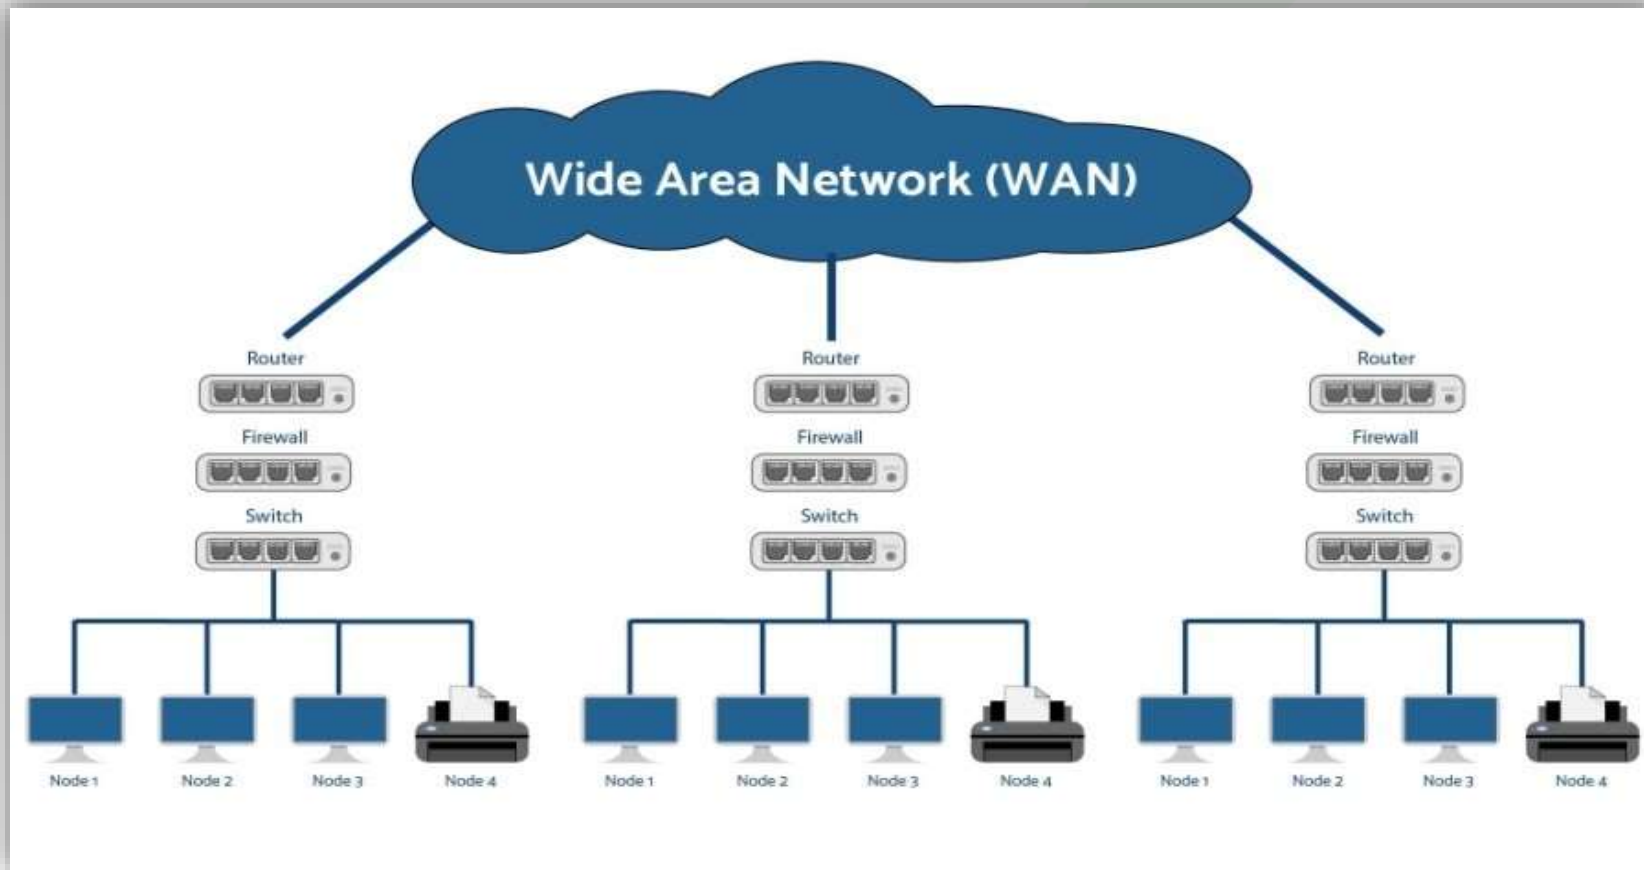 Wide Area Network (WAN)
Router
Router
Router
Firewall
Firewall
Firewall
Switch
Switch
Switch
Node 1
Node 2
Node 3
Node 4
Node 1
Node 2
Node 3
Node 4
Node 1
Node 2
Node 3
Node 4